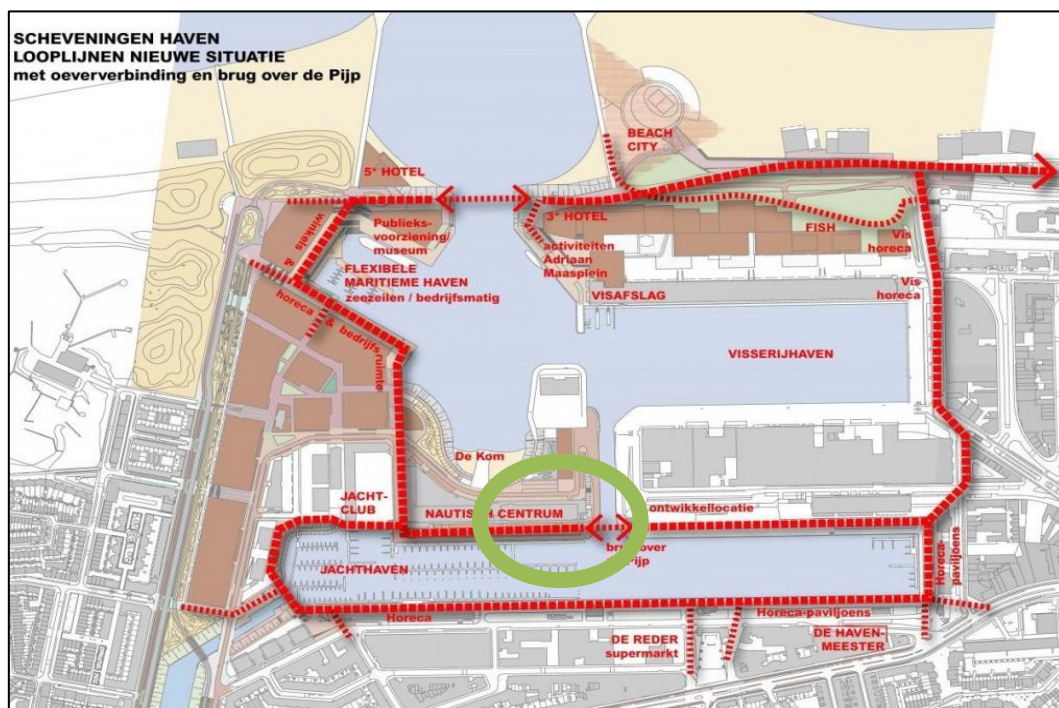 SCHEVENINGEN HAVEN
LOOPLIJNEN NIEUWE SITUATIE
met oeververbinding en brug over de Pijp
BEACH
CITY
5* HOTEL
3* HOTEL
winkels &
Publieks-
voorziening/
museum
activiteiten
Adriaan
Maasplein
FISH
Vis
horeca
FLEXIBELE
MARITIEME HAVEN
zeezeilen / bedrijfsmatig
VISAFSLAG
Vis
horeca
horeca &
bedrijfs
ruimte
VISSERIJHAVEN
De Kom
JACHT-
CLUB
NAUTISCH CENTRUM
ontwikkellocatie
brug over
Pijp
JACHTHAVEN
Horeca-
paviljoens
Horeca
Horeca-paviljoens
DE REDER
supermarkt
DE HAVEN-
MEESTER